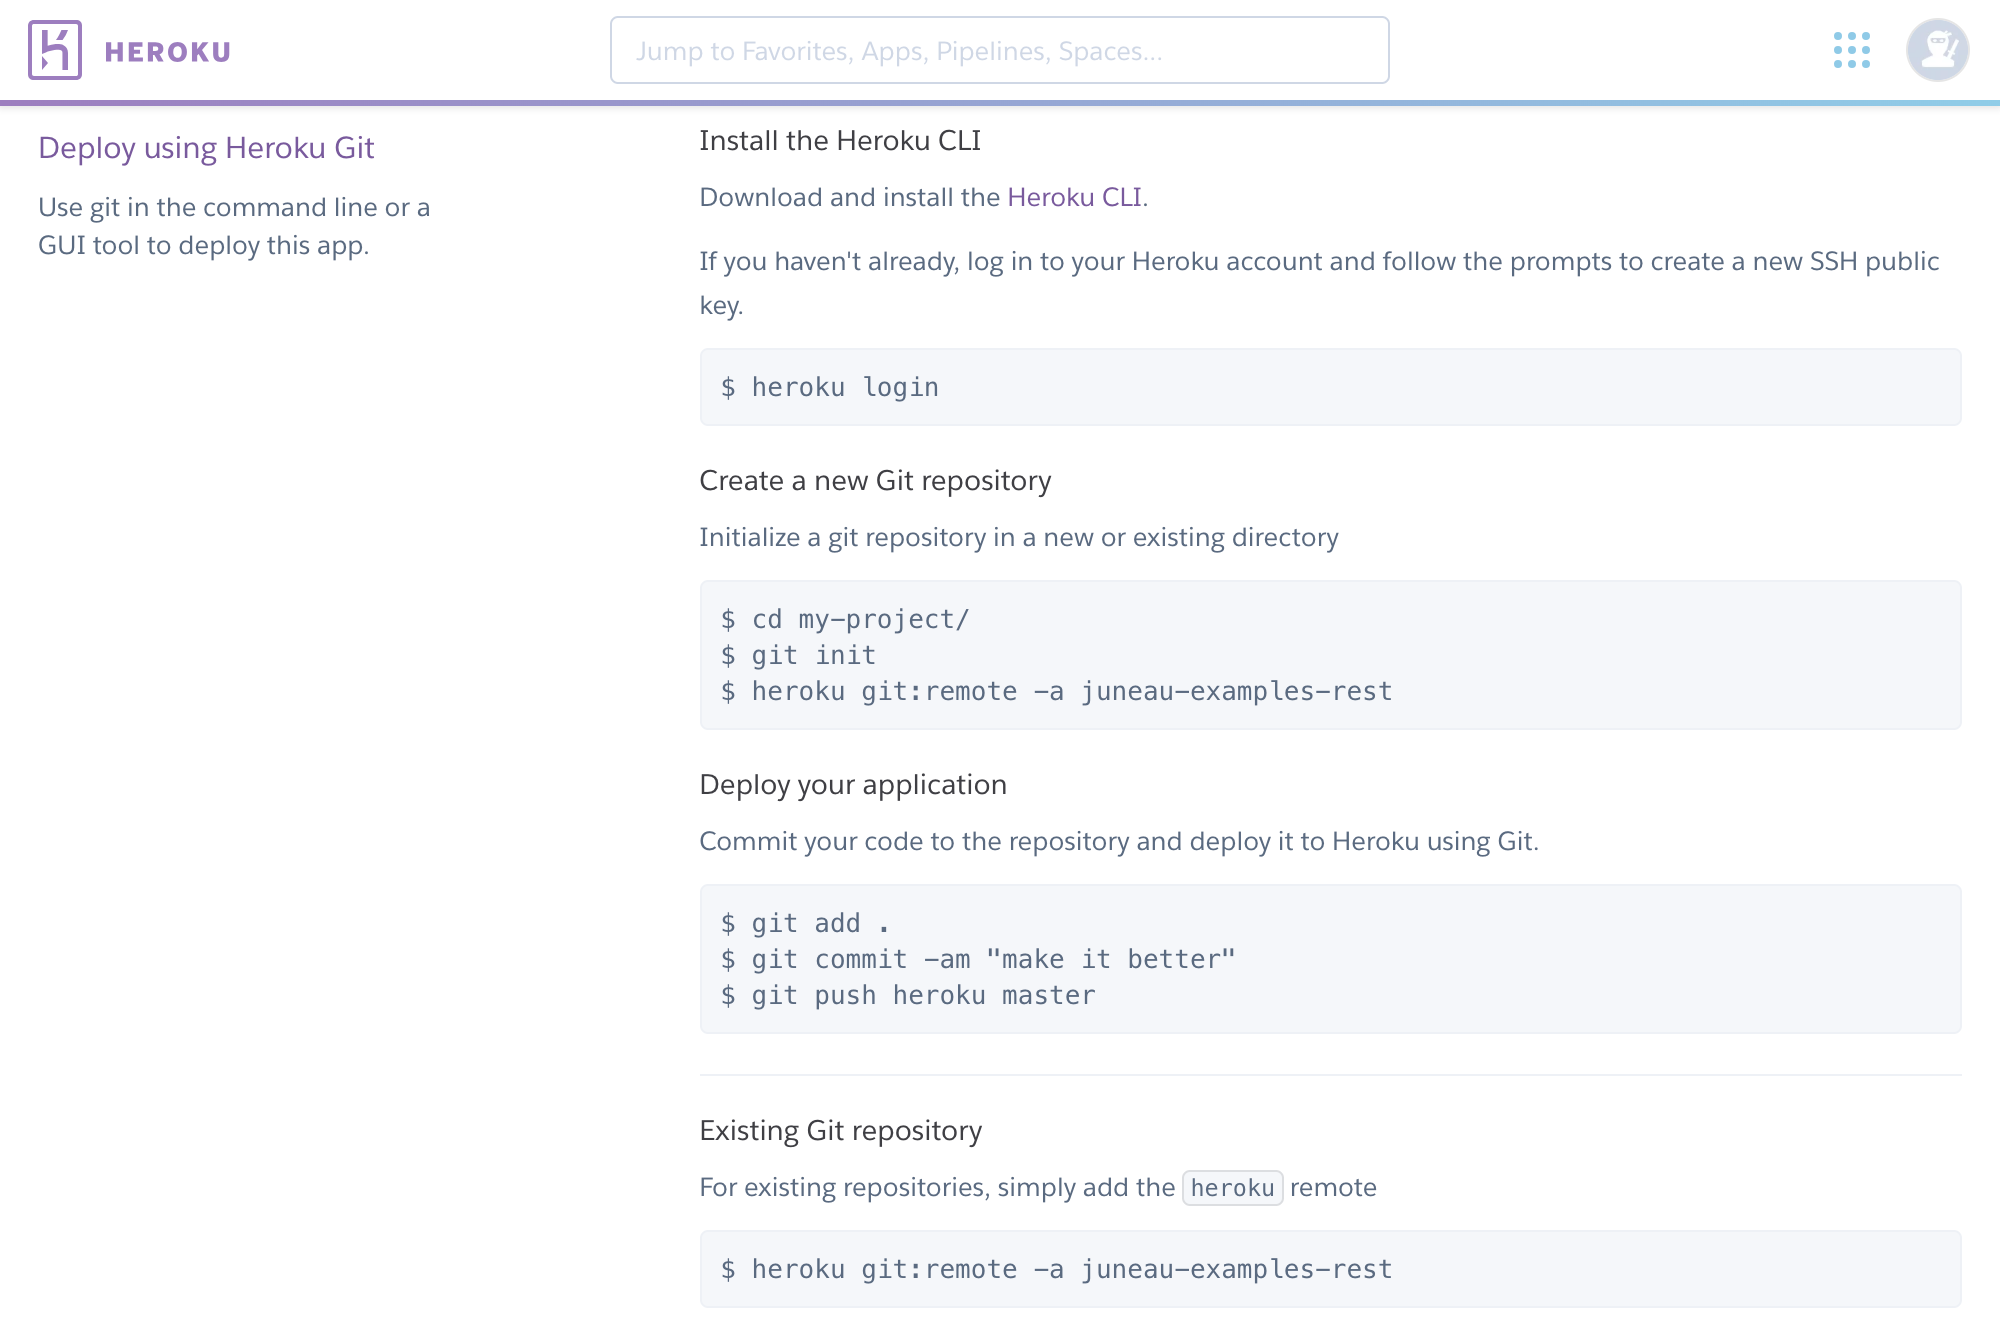 HEROKU
Jump to Favorites, Apps, Pipelines, Spaces...
Deploy using Heroku Git
Use git in the command line or a
GUI tool to deploy this app.
Install the Heroku CLI
Download and install the Heroku CLI.
If you haven't already, log in to your Heroku account and follow the prompts to create a new SSH public
key.
$ heroku login
Create a new Git repository
Initialize a git repository in a new or existing directory
$ cd my-project/
$ git init
$ heroku git:remote -a juneau-examples-rest
Deploy your application
Commit your code to the repository and deploy it to Heroku using Git.
$ git add .
$ git commit -am "make it better"
$ git push heroku master
Existing Git repository
For existing repositories, simply add the heroku remote
$ heroku git:remote -a juneau-examples-rest